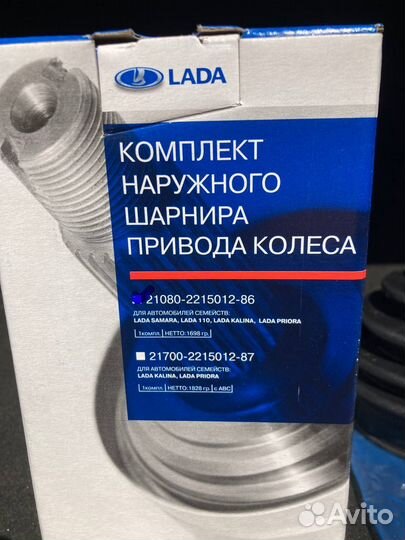 LADA
КОМПЛЕКТ
НАРУЖНОГО
ШАРНИРА
ПРИВОДА КОЛЕСА
21080-2215012-86
ДЛЯ АВТОМОБИЛЕЙ СЕМЕЙСТВ:
LADA SAMARA, LADA 110, LADA KALINA, LADA PRIORA
1компл. НЕТТО:1698 гр.
21700-2215012-87
ДЛЯ АВТОМОБИЛЕЙ СЕМЕЙСТВ:
LADA KALINA, LADA PRIORA
1компл. НЕТТО:1828 гр. с АВС
Avito